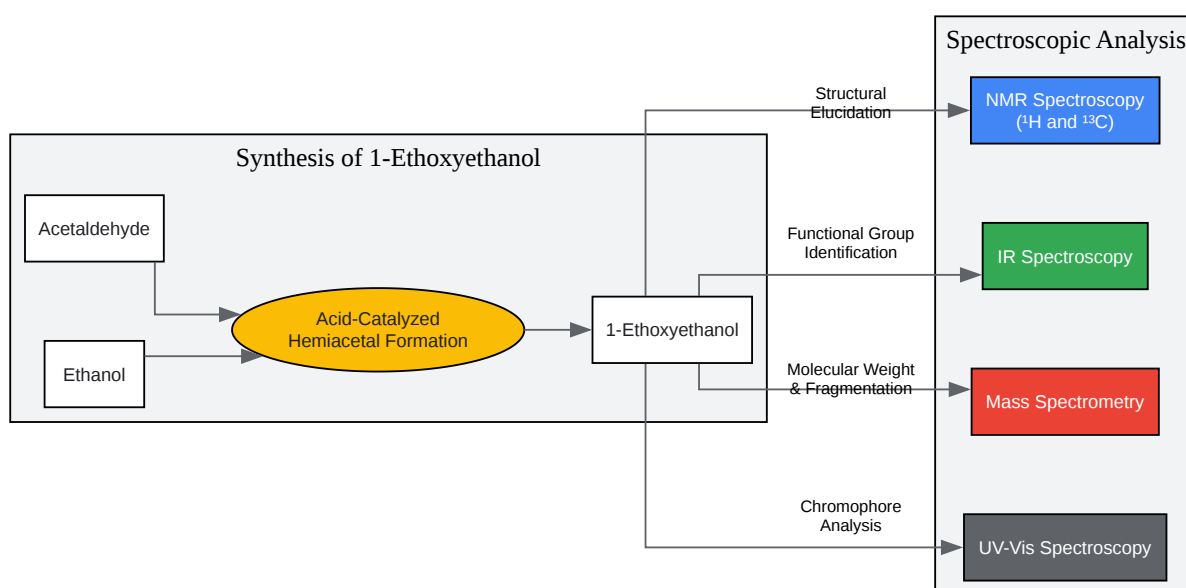 Spectroscopic Analysis
Structural
Elucidation
NMR Spectroscopy
(¹H and ¹³C)
Synthesis of 1-Ethoxyethanol
Acetaldehyde
Functional Group
Identification
IR Spectroscopy
Acid-Catalyzed
Hemiacetal Formation
1-Ethoxyethanol
Ethanol
Molecular Weight
& Fragmentation
Mass Spectrometry
Chromophore
Analysis
UV-Vis Spectroscopy